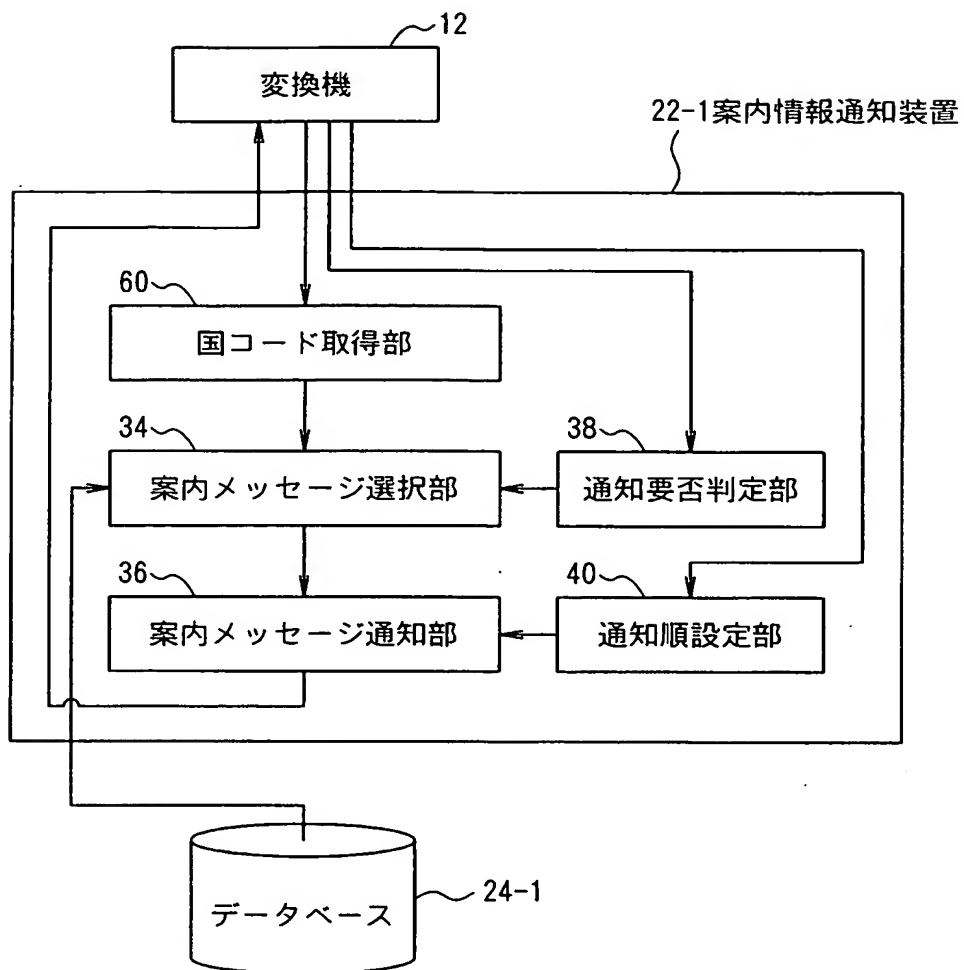 12
変換機
22-1案内情報通知装置
60
国コード取得部
34
案内メッセージ選択部
38
通知要否判定部
36
案内メッセージ通知部
40
通知順設定部
データベース
24-1